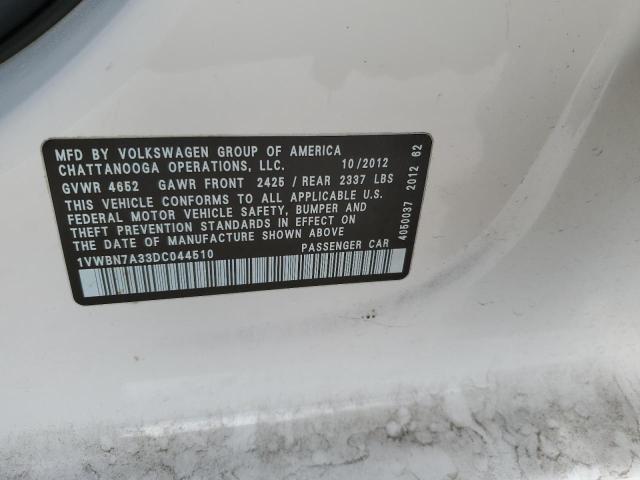 MFD BY VOLKSWAGEN GROUP OF AMERICA
CHATTANOOGA OPERATIONS, LLC. 10/2012
GVWR 4652 GAWR FRONT 2425 / REAR 2337 LBS
THIS VEHICLE CONFORMS TO ALL APPLICABLE U.S.
FEDERAL MOTOR VEHICLE SAFETY, BUMPER AND
THEFT PREVENTION STANDARDS IN EFFECT ON
DATE OF MANUFACTURE SHOWN ABOVE
1VWBN7A33DC044510 PASSENGER CAR
4050037 2012 62